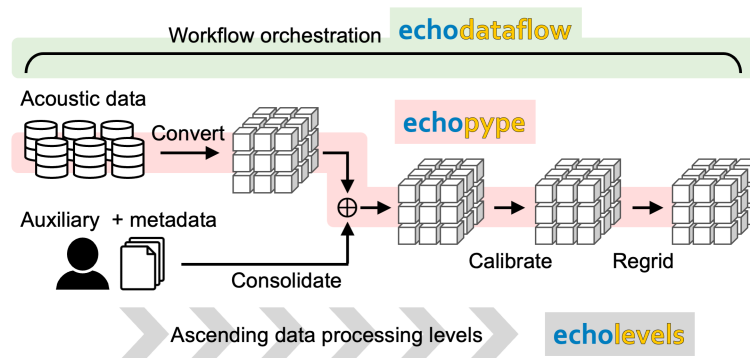 Workflow orchestration echodataflow
Acoustic data
echopype
Convert
Auxiliary + metadata
Consolidate
Calibrate
Regrid
Ascending data processing levels
echolevels